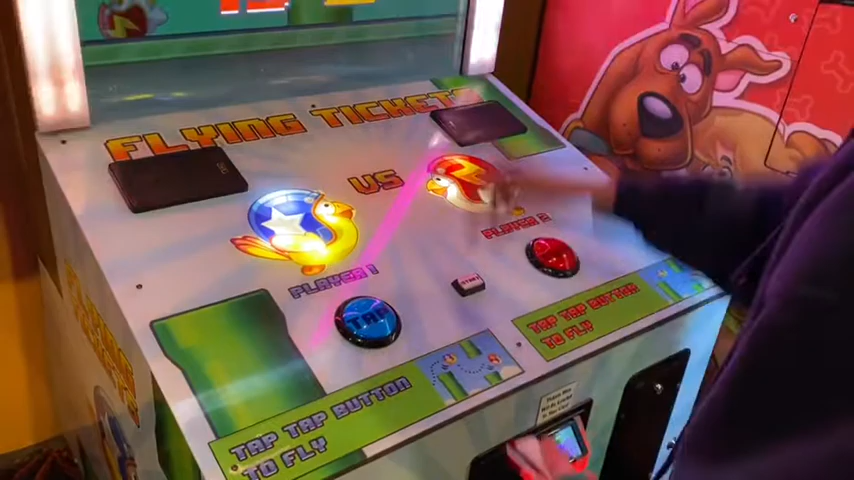 FLYING TICKETS
VS
PLAYER 2
PLAYER 1
Tap
START
TAP TAP BUTTON
TO FLY
TAP TAP BUTTON
TO FLY